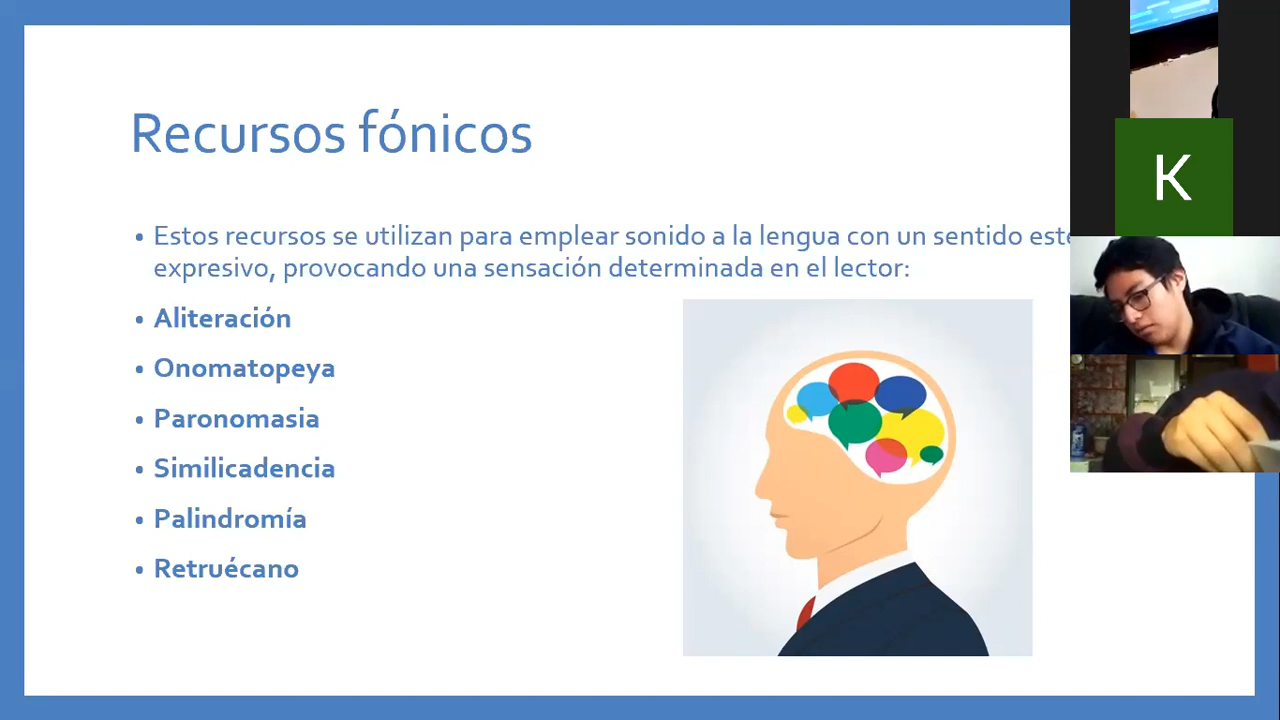 Recursos fónicos
• Estos recursos se utilizan para emplear sonido a la lengua con un sentido
expresivo, provocando una sensación determinada en el lector:
• Aliteración
• Onomatopeya
• Paronomasia
• Similicadencia
• Palindromía
• Retruécano
K